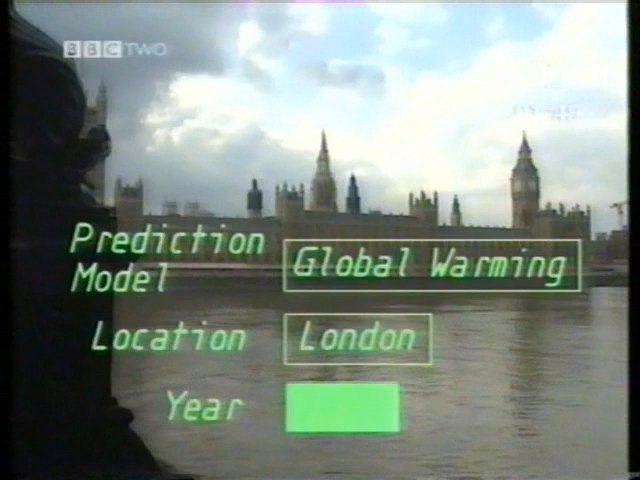 BBC TWO
Prediction
Model
Global Warming
Location
London
Year